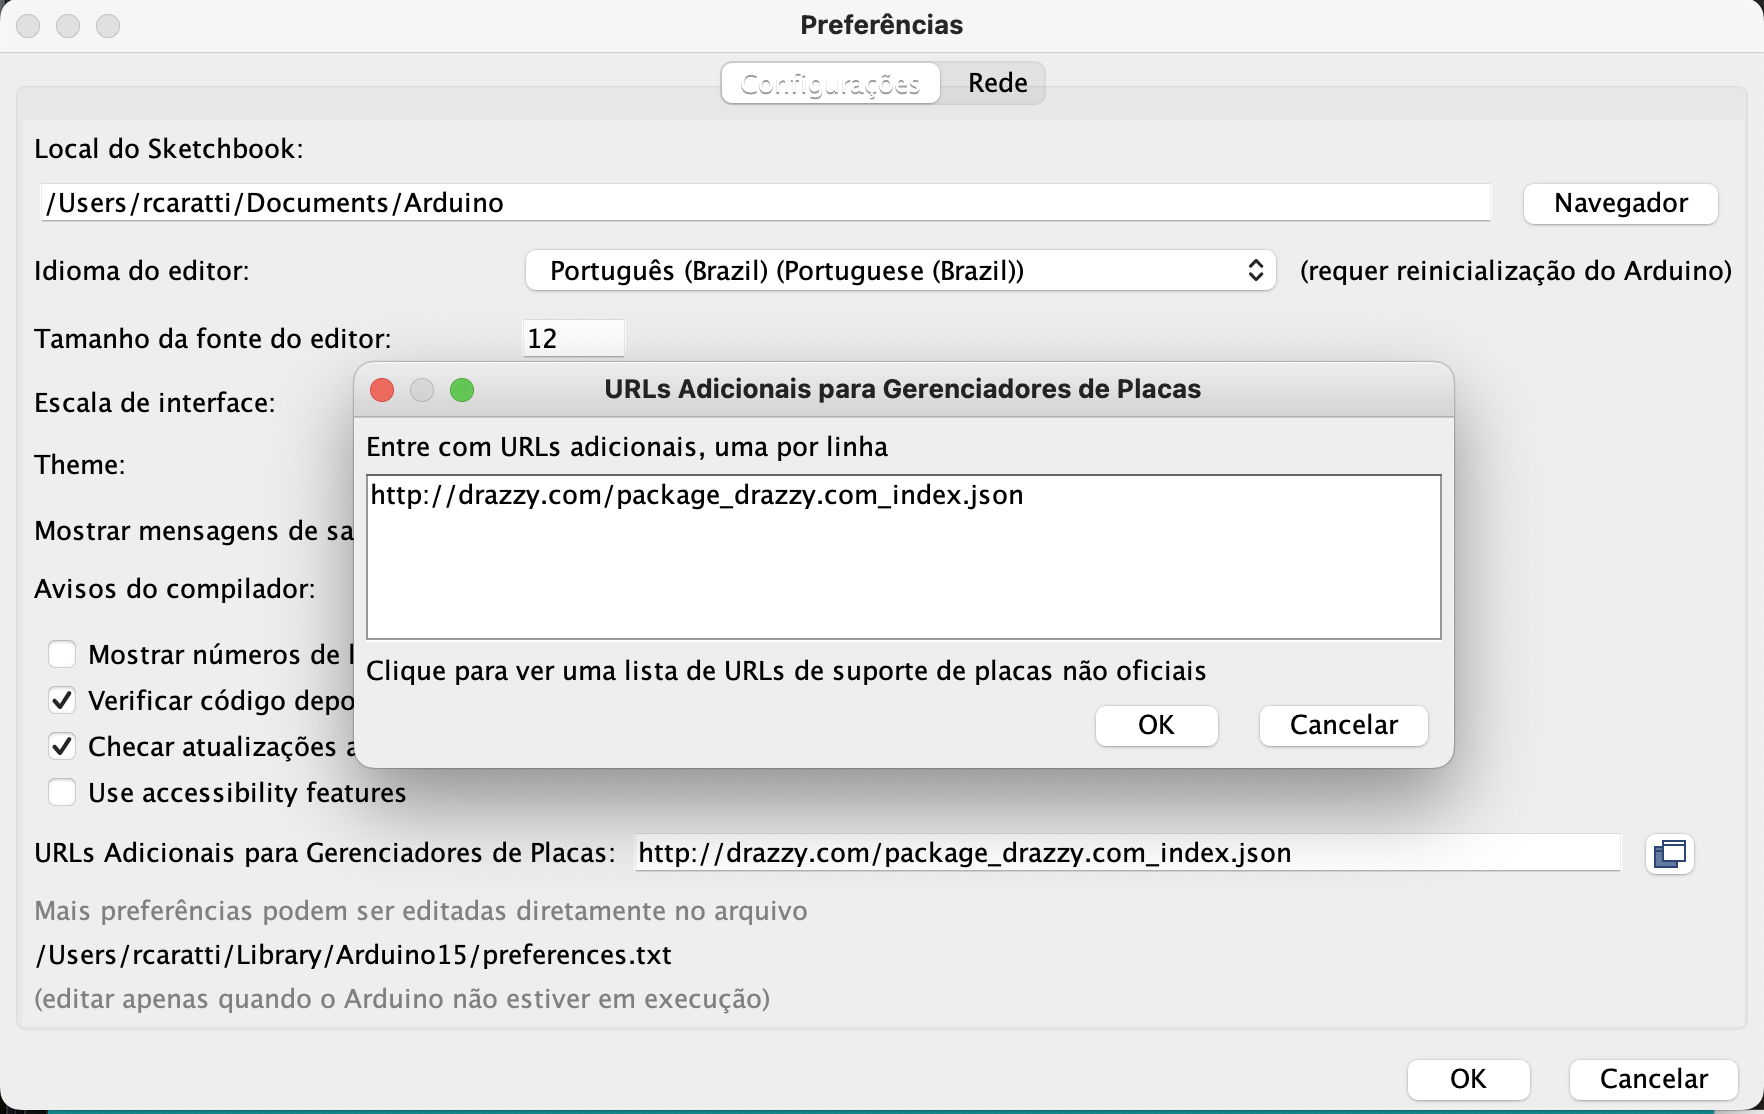 Preferências
Configurações Rede
Local do Sketchbook:
/Users/rcaratti/Documents/Arduino Navegador
Idioma do editor: Português (Brazil) (Portuguese (Brazil)) (requer reinicialização do Arduino)
Tamanho da fonte do editor: 12
Escala de interface:
Theme:
Mostrar mensagens de sa
Avisos do compilador:
Mostrar números de l
Verificar código depo
Checar atualizações a
Use accessibility features
URLs Adicionais para Gerenciadores de Placas
Entre com URLs adicionais, uma por linha
http://drazzy.com/package_drazzy.com_index.json
Clique para ver uma lista de URLs de suporte de placas não oficiais
OK Cancelar
URLs Adicionais para Gerenciadores de Placas: http://drazzy.com/package_drazzy.com_index.json
Mais preferências podem ser editadas diretamente no arquivo
/Users/rcaratti/Library/Arduino15/preferences.txt
(editar apenas quando o Arduino não estiver em execução)
OK Cancelar